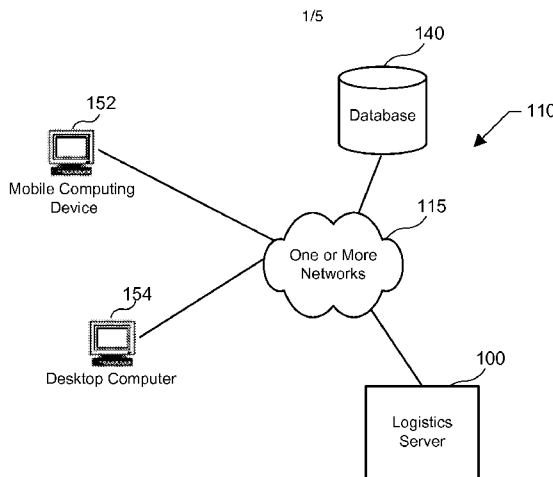 1/5
140
Database
110
152
Mobile Computing
Device
115
One or More
Networks
154
Desktop Computer
100
Logistics
Server